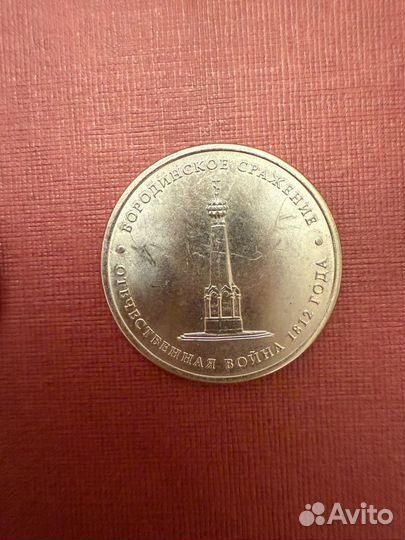 БОРОДИНСКОЕ СРАЖЕНИЕ
ОТЕЧЕСТВЕННАЯ ВОЙНА 1812 ГОДА
Avito